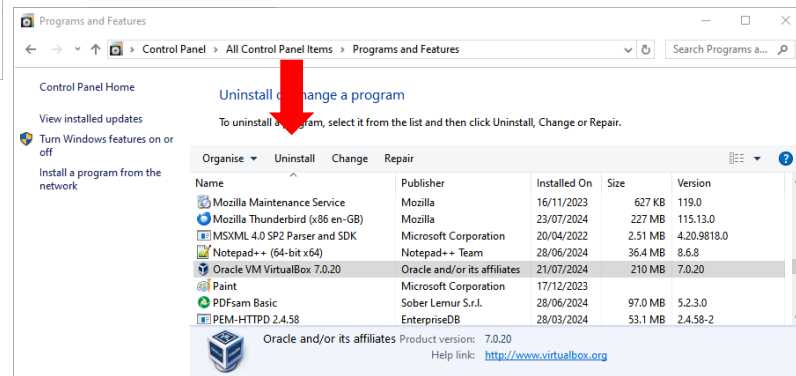 Programs and Features
Control Panel > All Control Panel Items > Programs and Features
Search Programs a...
Control Panel Home
View installed updates
Turn Windows features on or
off
Install a program from the
network
Uninstall change a program
To uninstall a program, select it from the list and then click Uninstall, Change or Repair.
Organise Uninstall Change Repair
Name Publisher Installed On Size Version
Mozilla Maintenance Service Mozilla 16/11/2023 627 KB 119.0
Mozilla Thunderbird (x86 en-GB) Mozilla 23/07/2024 227 MB 115.13.0
MSXML 4.0 SP2 Parser and SDK Microsoft Corporation 20/04/2022 2.51 MB 4.20.9818.0
Notepad++ (64-bit x64) Notepad++ Team 28/06/2024 36.4 MB 8.6.8
Oracle VM VirtualBox 7.0.20 Oracle and/or its affiliates 21/07/2024 210 MB 7.0.20
Paint Microsoft Corporation 17/12/2023
PDFsam Basic Sober Lemur S.r.l. 28/06/2024 97.0 MB 5.2.3.0
PEM-HTTPD 2.4.58 EnterpriseDB 28/03/2024 53.1 MB 2.4.58-2
Oracle and/or its affiliates Product version: 7.0.20
Help link: http://www.virtualbox.org